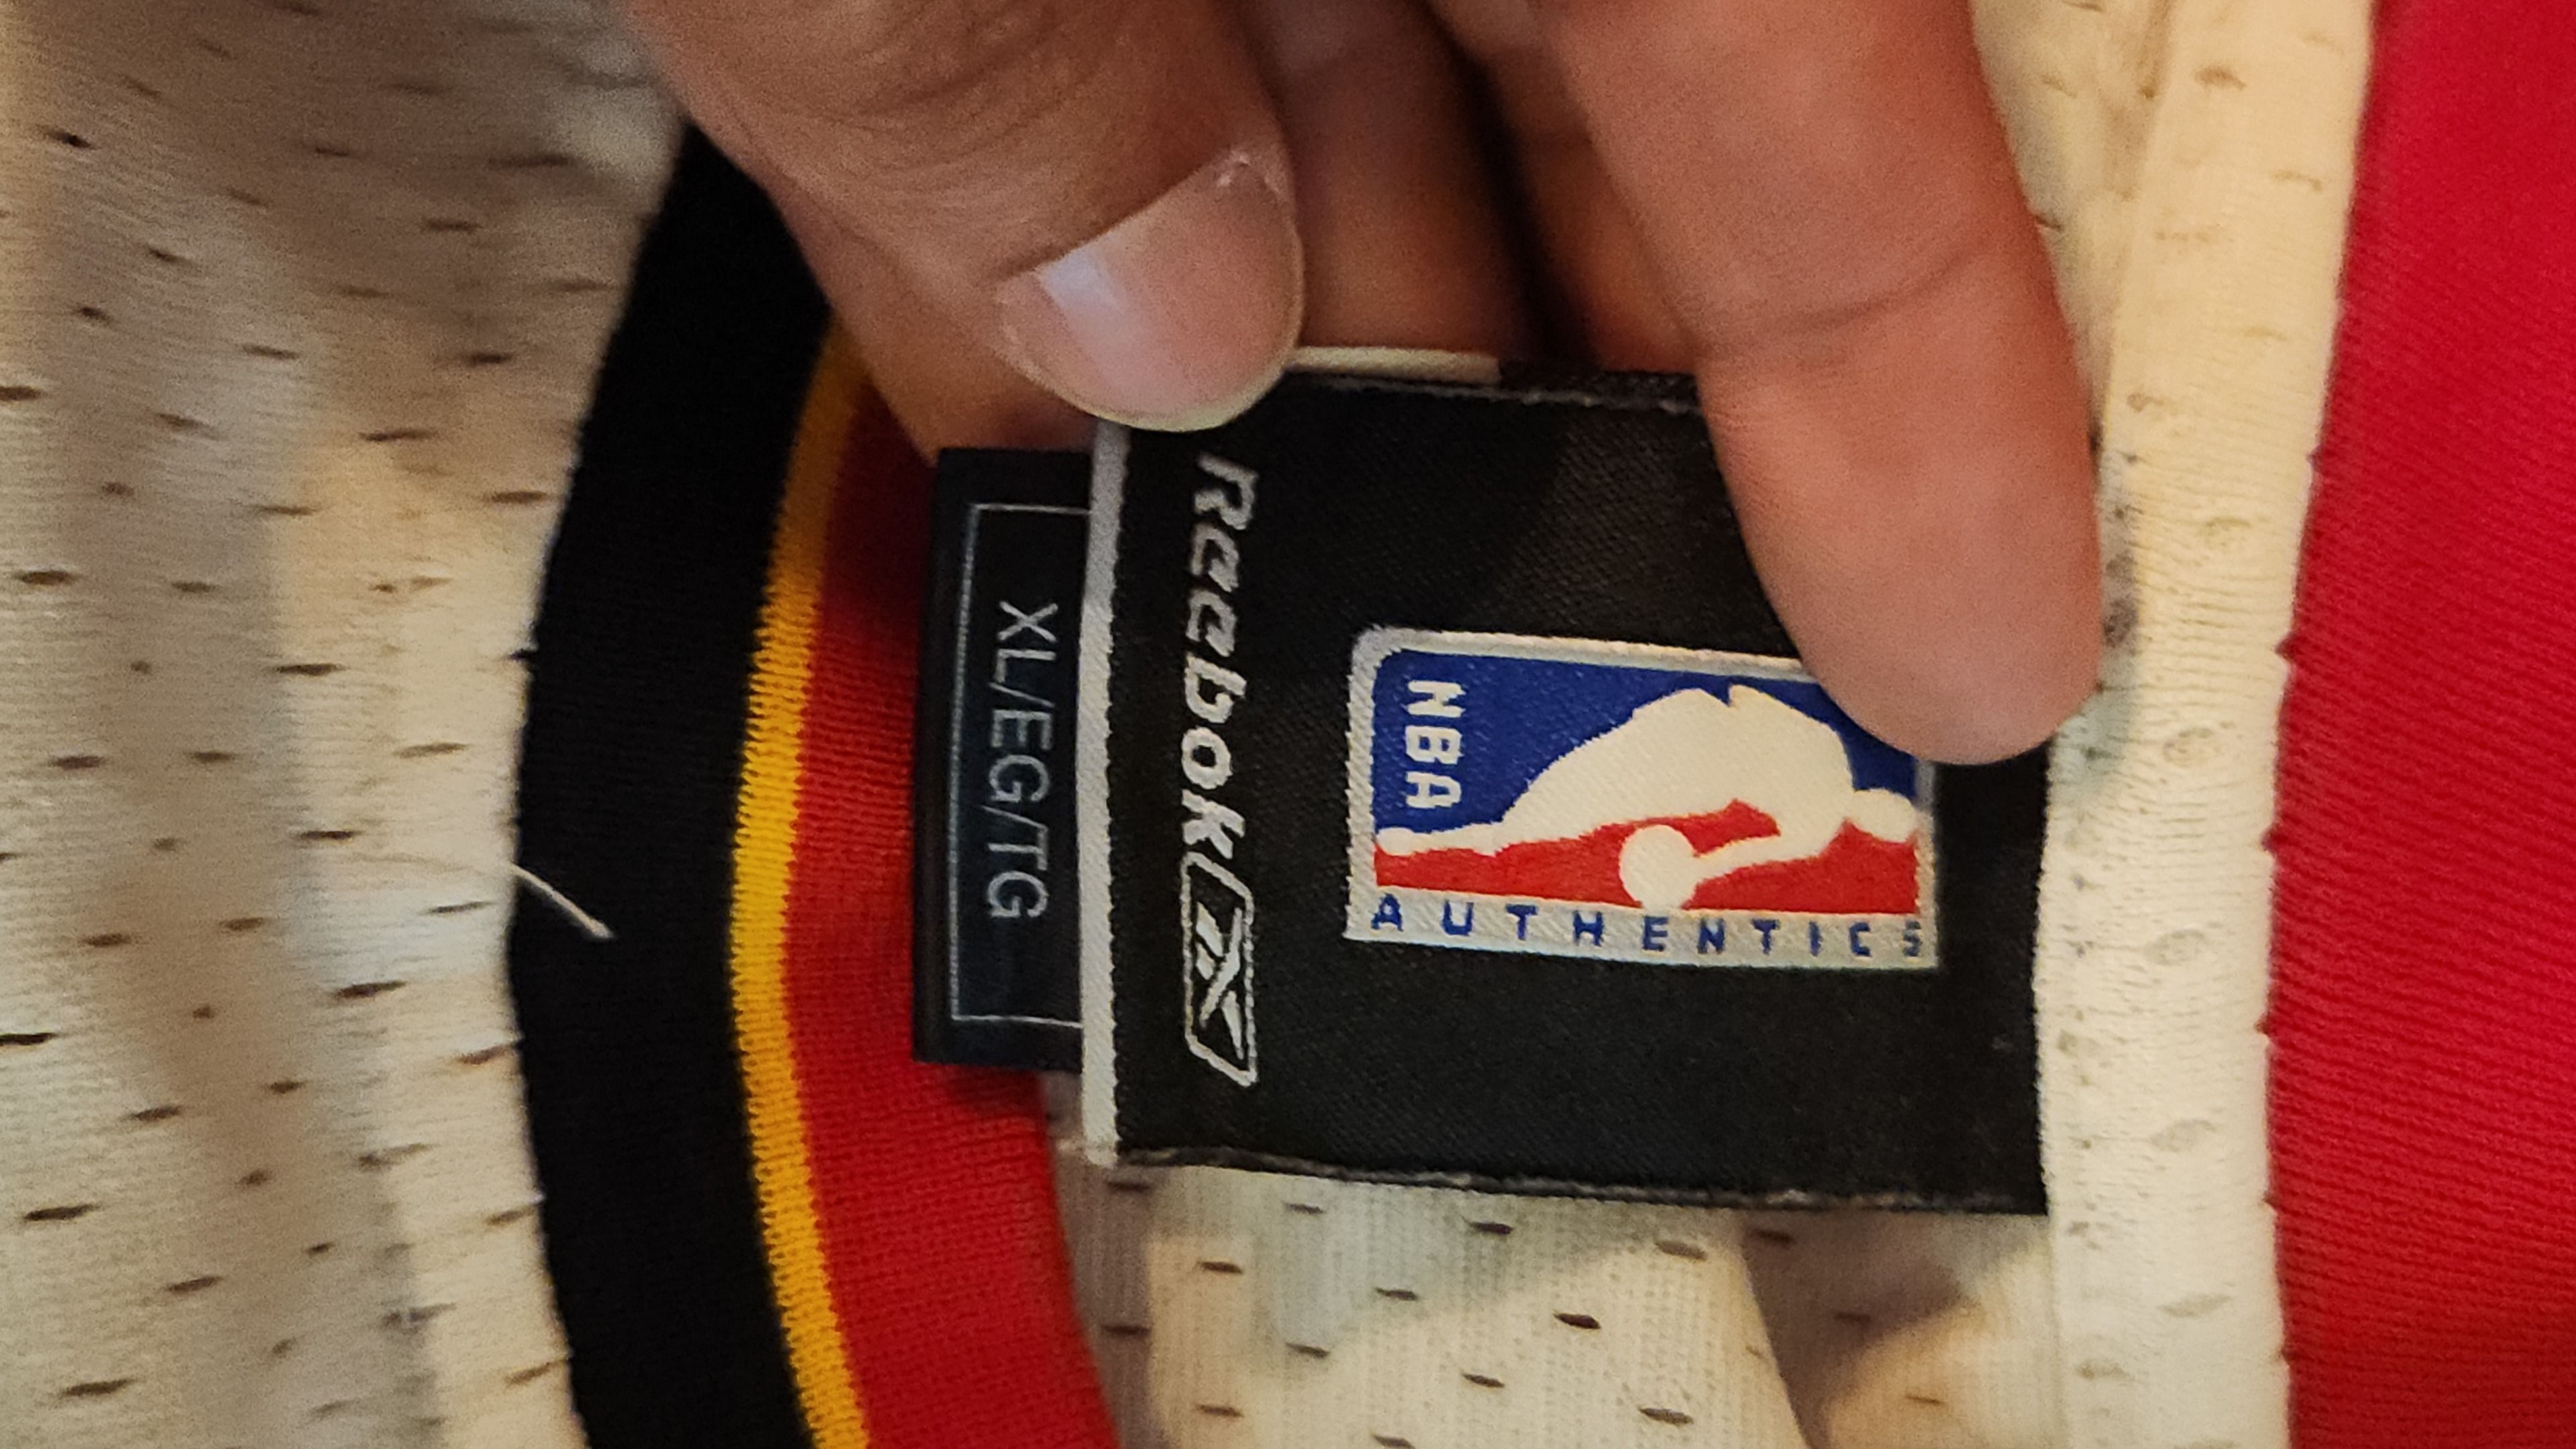 XL/EG/TG
Reebok
NBA
AUTHENTICS